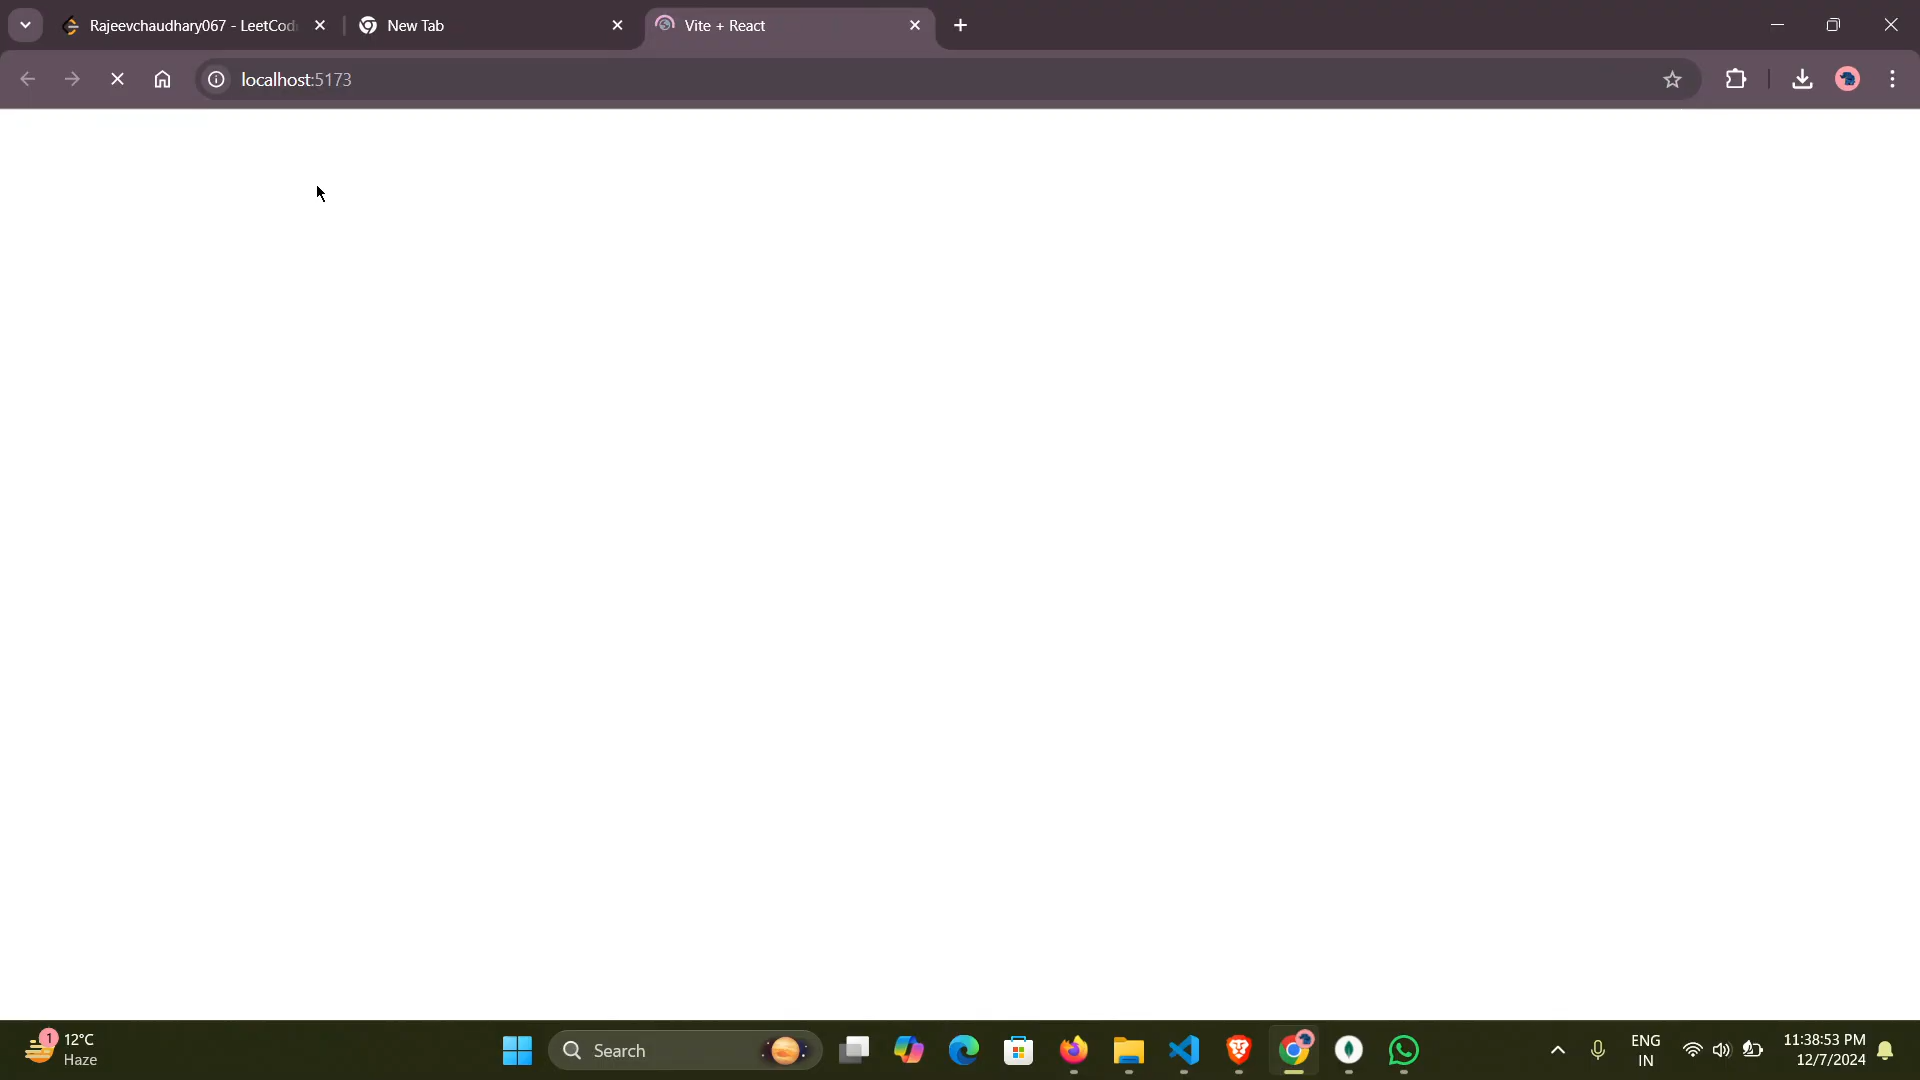 Rajeevchaudhary067 - LeetCod
New Tab
Vite + React
localhost:5173
1
12°C
Haze
Search
ENG
IN
11:38:53 PM
12/7/2024